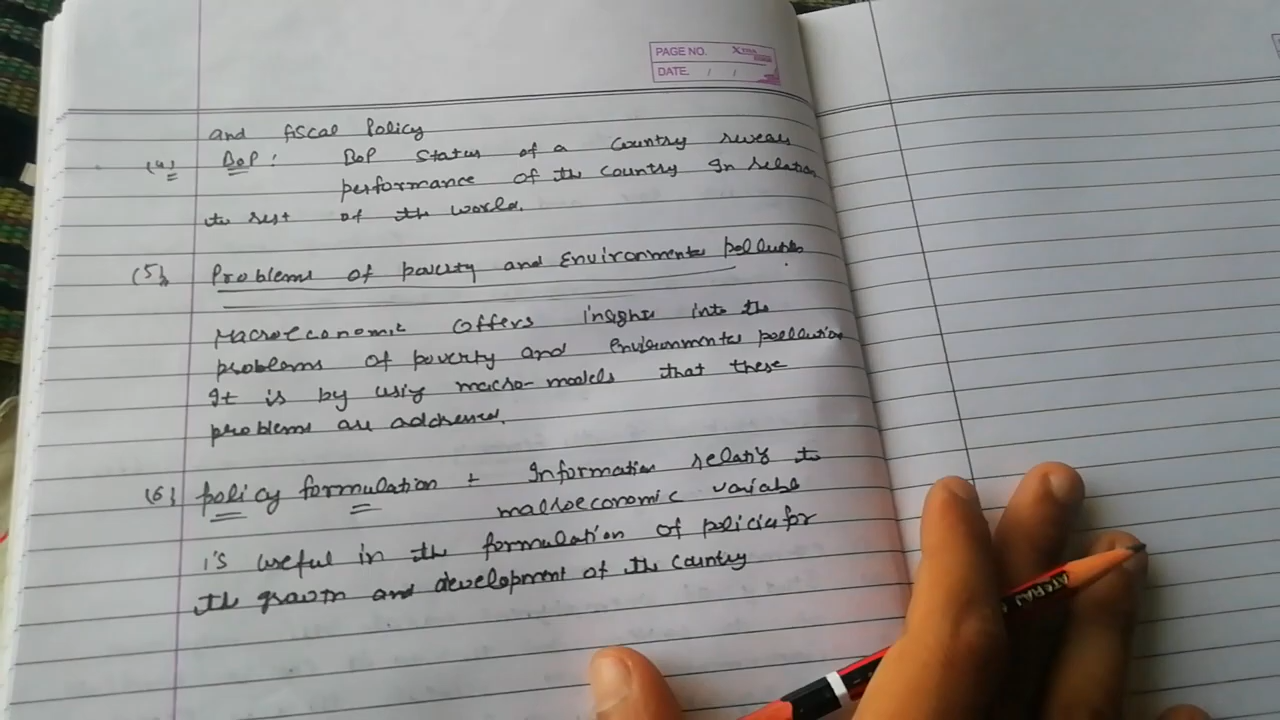 PAGE NO.
DATE. / /
and fiscal Policy
(4) BoP: BoP status of a Country reveals
performance of the country In relation
to rest of the world.
(5) Problems of poverty and Environmental pollution
Macroeconomic Offers insight into the
problems of poverty and environmental pollution
It is by using macro-models that these
problems are addressed.
(6) policy formulation : Information relating to
macroeconomic variable
is useful in the formulation of policies for
the growth and development of the country
ATARAJ